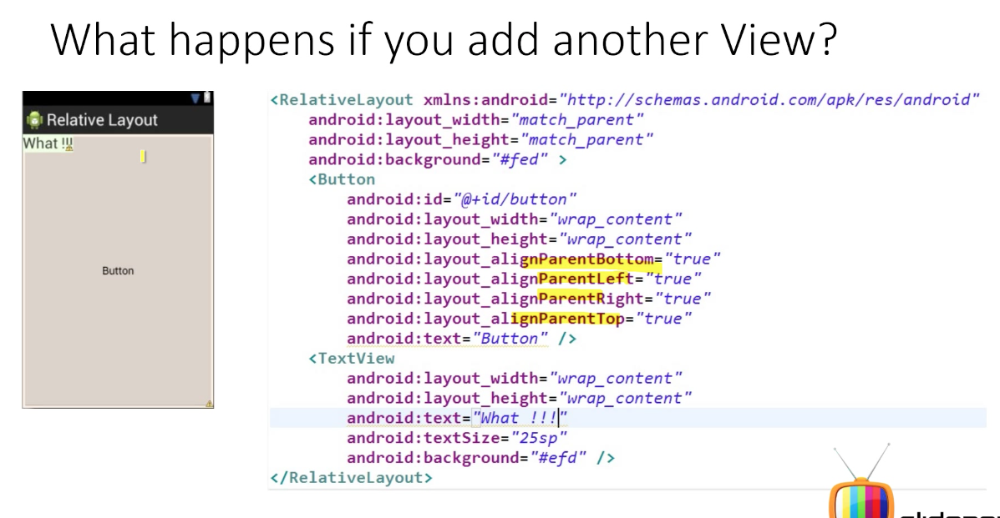 What happens if you add another View?
Relative Layout
What !!!
Button
<RelativeLayout xmlns:android="http://schemas.android.com/apk/res/android"
android:layout_width="match_parent"
android:layout_height="match_parent"
android:background="#fed" >
<Button
android:id="@+id/button"
android:layout_width="wrap_content"
android:layout_height="wrap_content"
android:layout_alignParentBottom="true"
android:layout_alignParentLeft="true"
android:layout_alignParentRight="true"
android:layout_alignParentTop="true"
android:text="Button" />
<TextView
android:layout_width="wrap_content"
android:layout_height="wrap_content"
android:text="What !!!"
android:textSize="25sp"
android:background="#efd" />
</RelativeLayout>